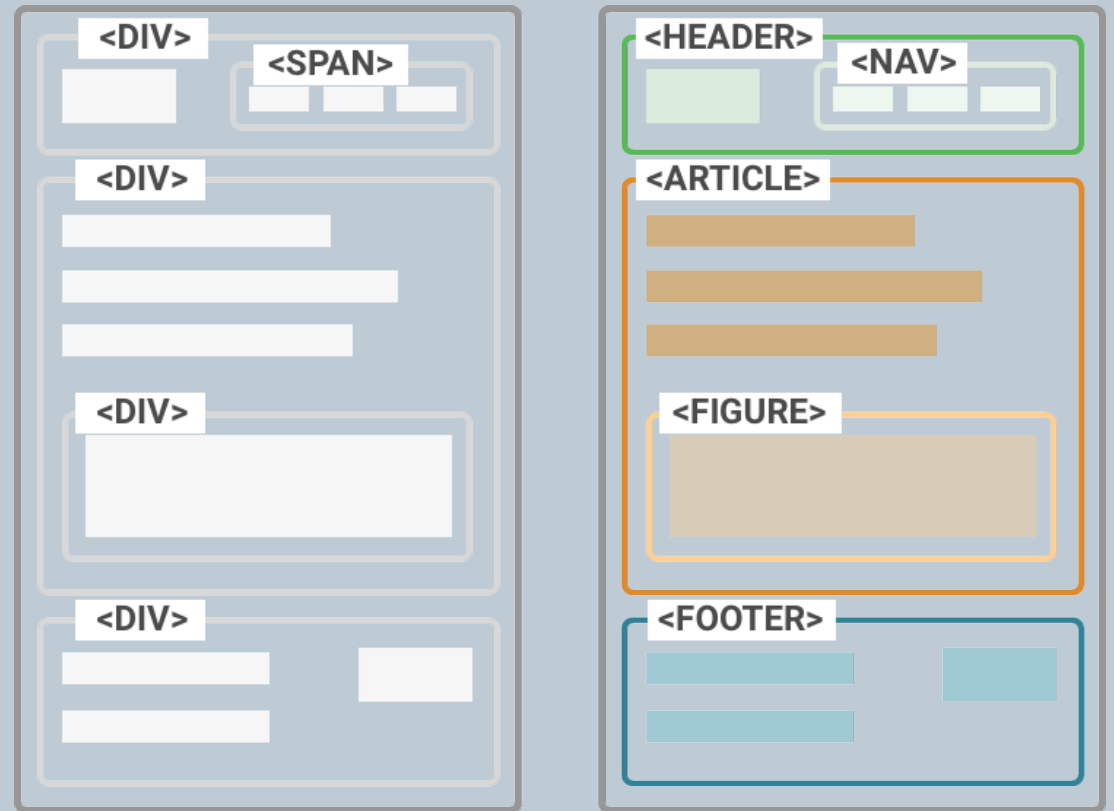 <DIV>
<SPAN>
<DIV>
<DIV>
<DIV>
<HEADER>
<NAV>
<ARTICLE>
<FIGURE>
<FOOTER>